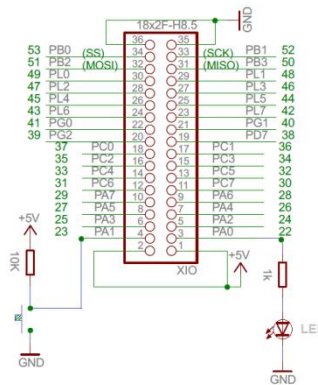 18x2F-H8.5
GND
36 35
53 PB0 (SS) 34 33 (SCK) PB1 52
51 PB2 (MOSI) 32 31 (MISO) PB3 50
49 PL0 30 29 PL1 48
47 PL2 28 27 PL3 46
45 PL4 26 25 PL5 44
43 PL6 24 23 PL7 42
41 PG0 22 21 PG1 40
39 PG2 20 19 PD7 38
37 PC0 18 17 PC1 36
35 PC2 16 15 PC3 34
33 PC4 14 13 PC5 32
31 PC6 12 11 PC7 30
29 PA7 10 9 PA6 28
27 PA5 8 7 PA4 26
25 PA3 6 5 PA2 24
23 PA1 4 3 PA0 22
2 1
+5V
10K
XIO
+5V
1k
LE
GND
GND